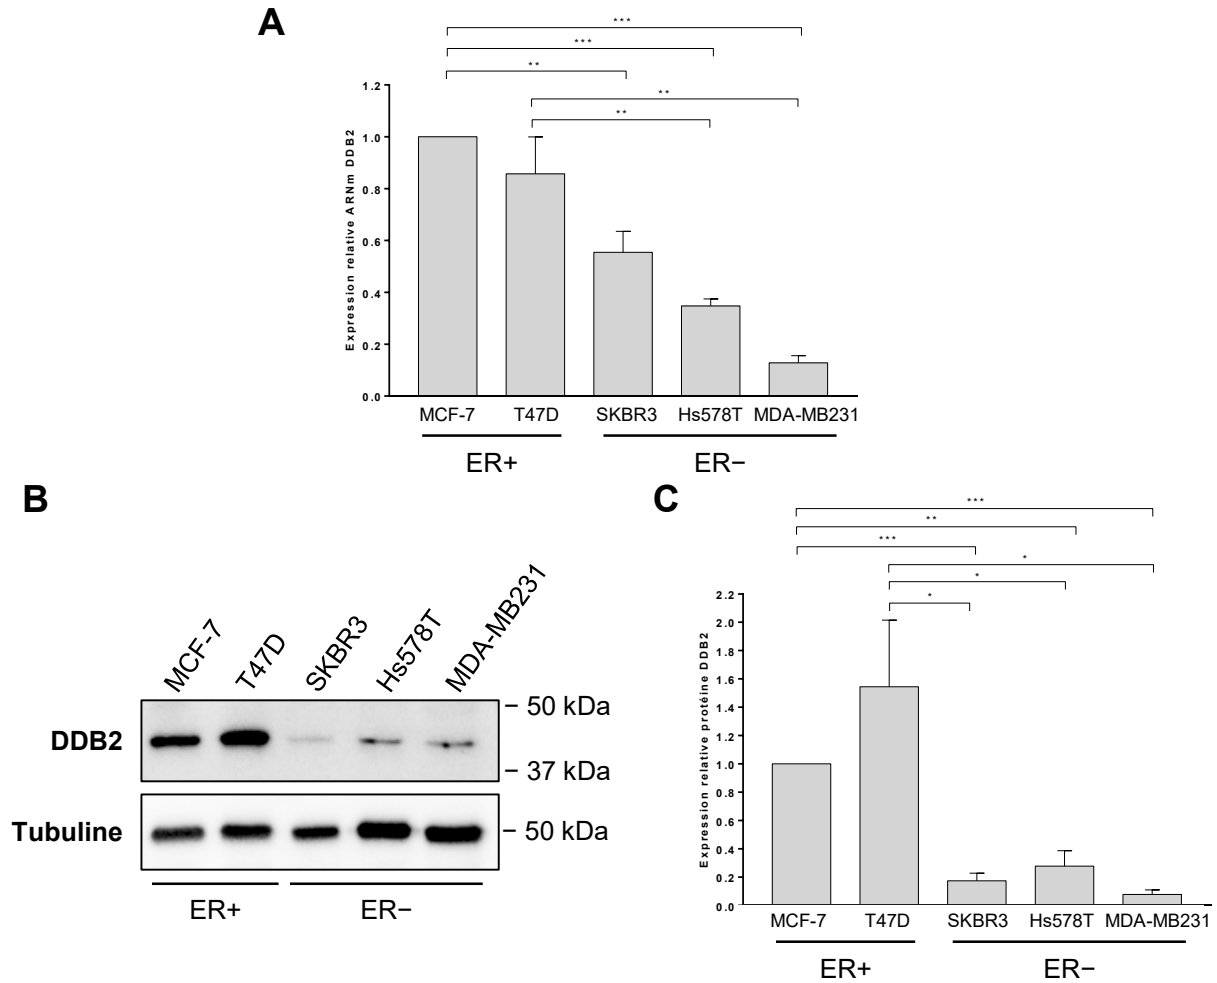 A
***
***
**
**
**
Expression relative ARNm DDB2
1.2
1.0
0.8
0.6
0.4
0.2
0.0
MCF-7 T47D SKBR3 Hs578T MDA-MB231
ER+ ER−
B
MCF-7 T47D SKBR3 Hs578T MDA-MB231
DDB2
− 50 kDa
− 37 kDa
Tubuline
− 50 kDa
ER+ ER−
C
***
**
***
*
*
*
Expression relative protéine DDB2
2.2
2.0
1.8
1.6
1.4
1.2
1.0
0.8
0.6
0.4
0.2
0.0
MCF-7 T47D SKBR3 Hs578T MDA-MB231
ER+ ER−